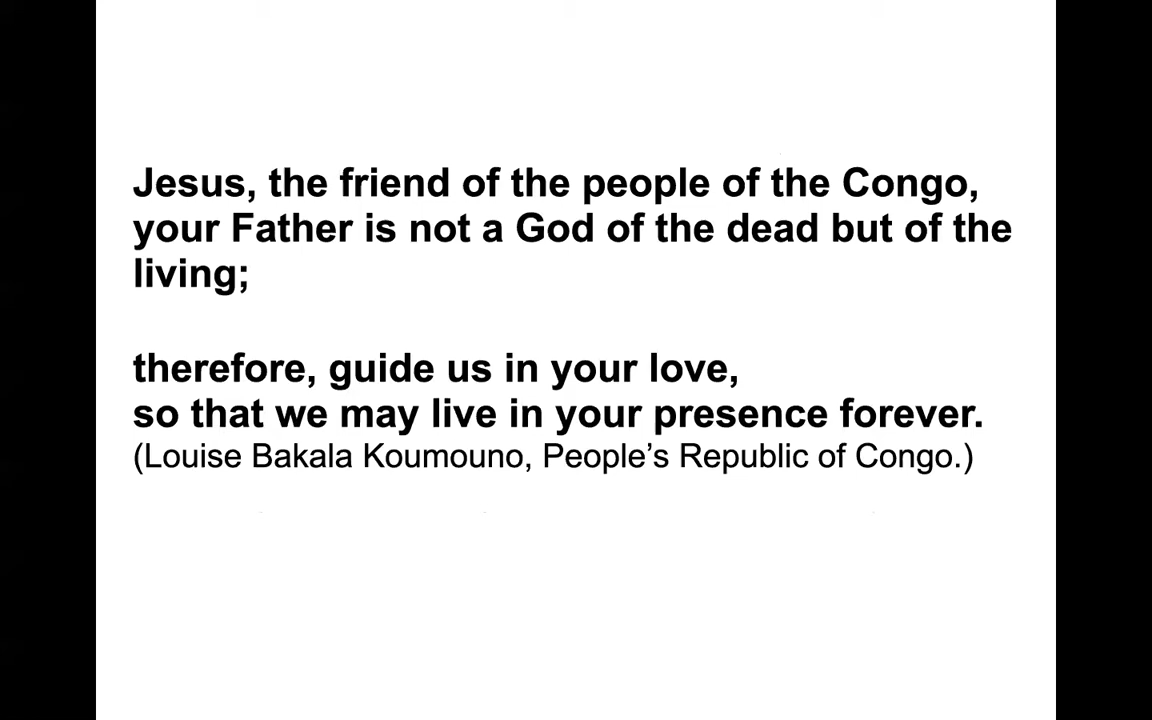 Jesus, the friend of the people of the Congo,
your Father is not a God of the dead but of the
living;
therefore, guide us in your love,
so that we may live in your presence forever.
(Louise Bakala Koumouno, People’s Republic of Congo.)